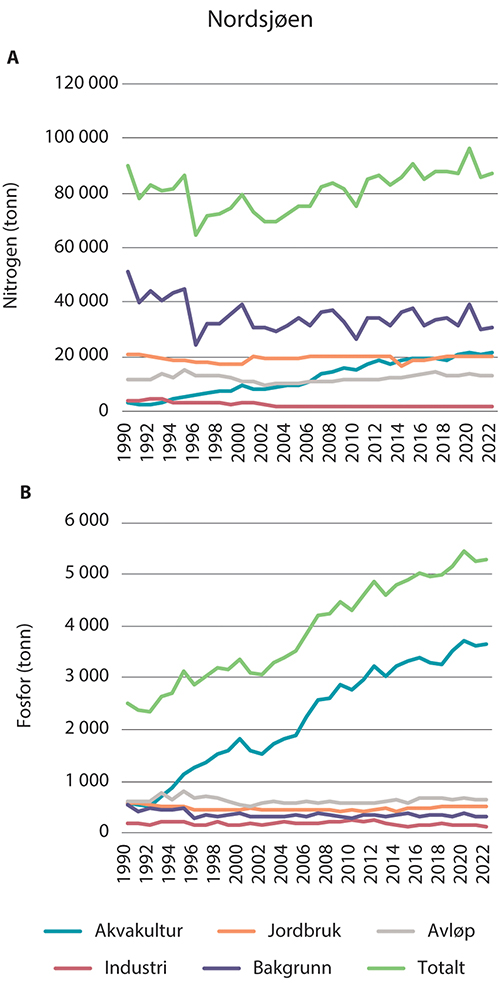 Nordsjøen
A
Nitrogen (tonn)
120 000
100 000
80 000
60 000
40 000
20 000
0
1990 1992 1994 1996 1998 2000 2002 2004 2006 2008 2010 2012 2014 2016 2018 2020 2022
B
Fosfor (tonn)
6 000
5 000
4 000
3 000
2 000
1 000
0
1990 1992 1994 1996 1998 2000 2002 2004 2006 2008 2010 2012 2014 2016 2018 2020 2022
Akvakultur Jordbruk Avløp
Industri Bakgrunn Totalt